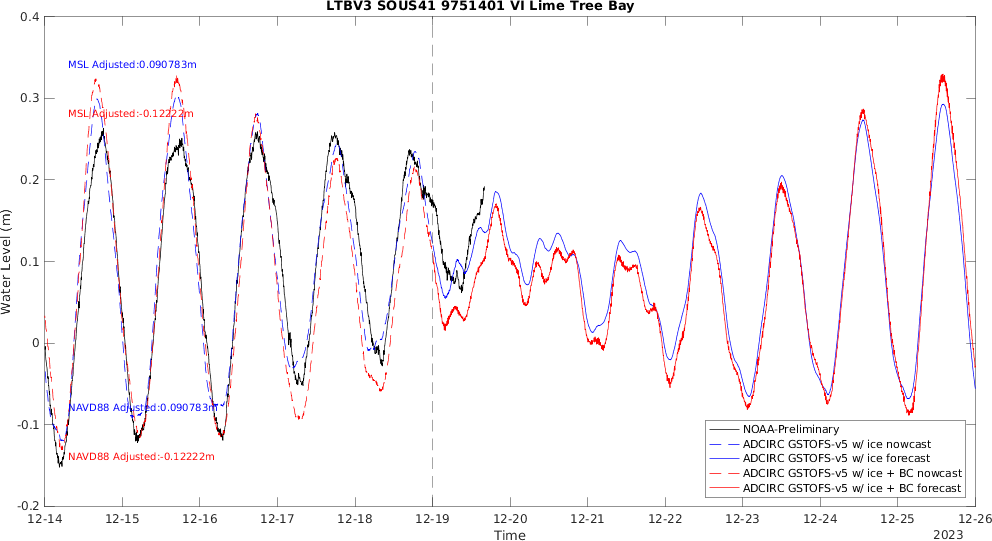 LTBV3 SOUS41 9751401 VI Lime Tree Bay
0.4
0.3
0.2
0.1
0
-0.1
-0.2
Water Level (m)
MSL Adjusted:0.090783m
MSL Adjusted:-0.12222m
NAVD88 Adjusted:0.090783m
NAVD88 Adjusted:-0.12222m
NOAA-Preliminary
ADCIRC GSTOFS-v5 w/ ice nowcast
ADCIRC GSTOFS-v5 w/ ice forecast
ADCIRC GSTOFS-v5 w/ ice + BC nowcast
ADCIRC GSTOFS-v5 w/ ice + BC forecast
12-14 12-15 12-16 12-17 12-18 12-19 12-20 12-21 12-22 12-23 12-24 12-25 12-26
Time
2023